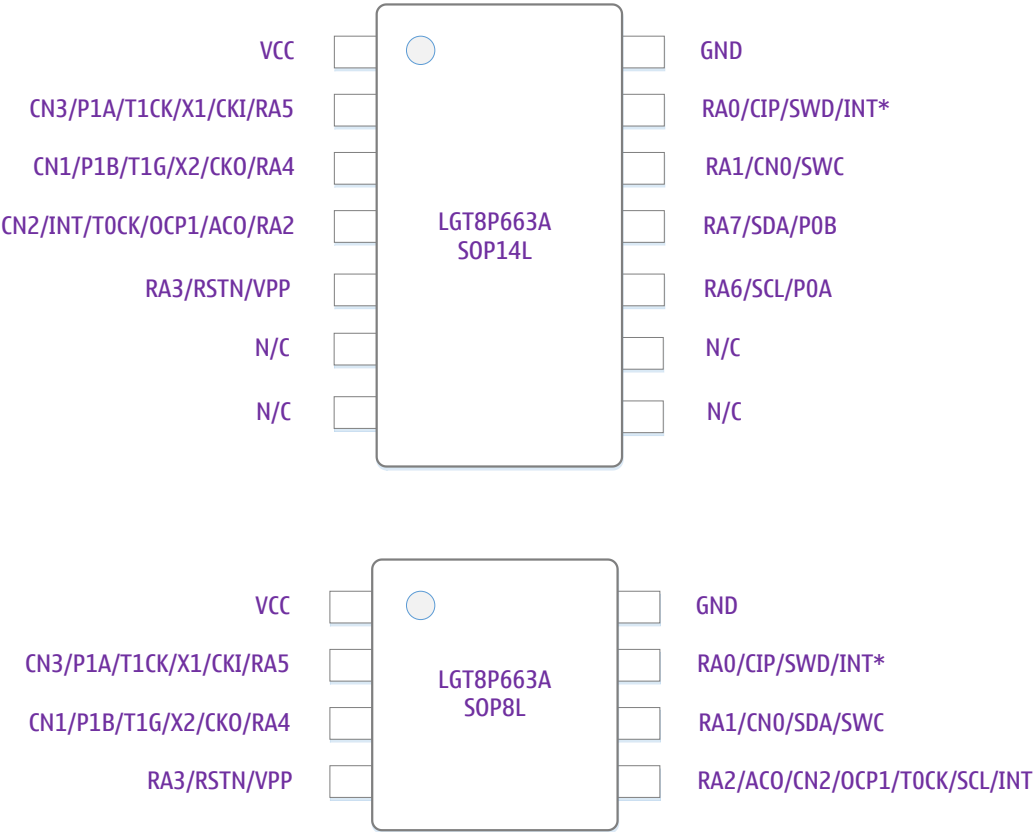 VCC
GND
CN3/P1A/T1CK/X1/CKI/RA5
RA0/CIP/SWD/INT*
CN1/P1B/T1G/X2/CKO/RA4
RA1/CN0/SWC
CN2/INT/T0CK/OCP1/ACO/RA2
LGT8P663A
SOP14L
RA7/SDA/P0B
RA3/RSTN/VPP
RA6/SCL/P0A
N/C
N/C
N/C
N/C
VCC
GND
CN3/P1A/T1CK/X1/CKI/RA5
LGT8P663A
SOP8L
RA0/CIP/SWD/INT*
CN1/P1B/T1G/X2/CKO/RA4
RA1/CN0/SDA/SWC
RA3/RSTN/VPP
RA2/ACO/CN2/OCP1/T0CK/SCL/INT